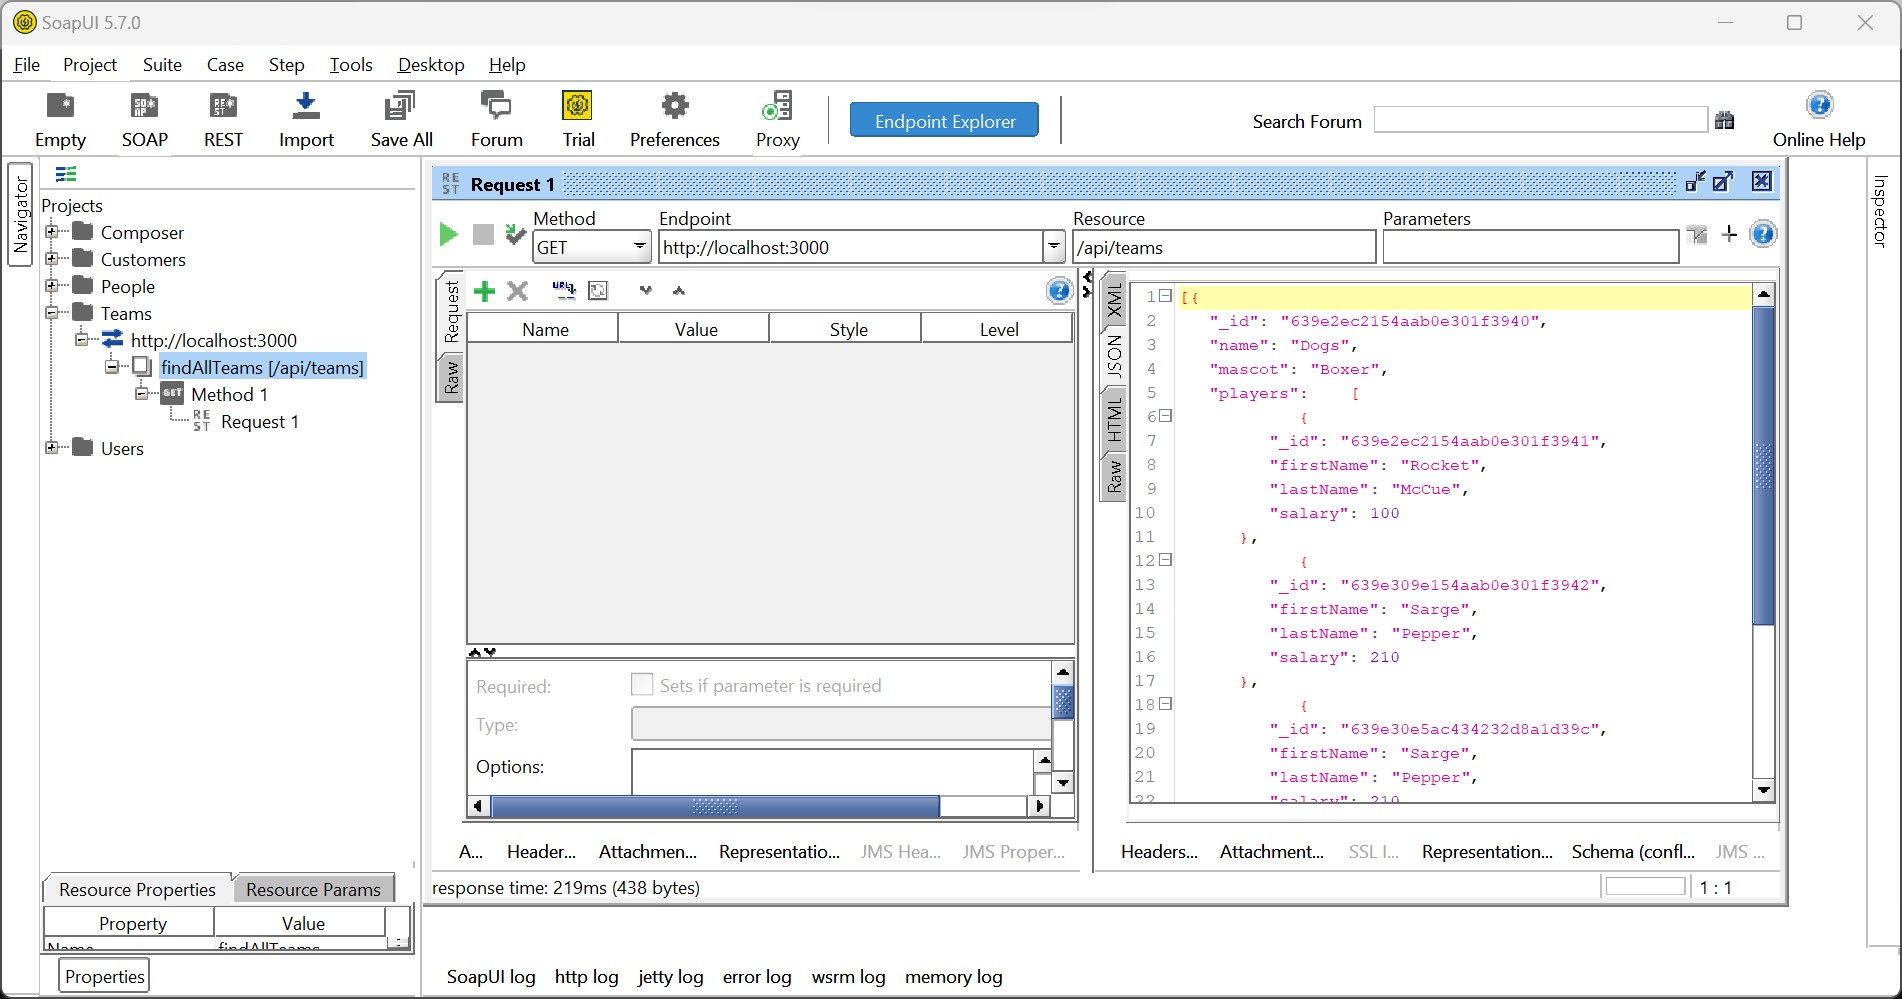 SoapUI 5.7.0
File Project Suite Case Step Tools Desktop Help
Empty SOAP REST Import Save All Forum Trial Preferences Proxy Endpoint Explorer Search Forum Online Help
Navigator
Projects
Composer
Customers
People
Teams
http://localhost:3000
findAllTeams [/api/teams]
GET Method 1
REST Request 1
Users
Resource Properties Resource Params
Property Value
Name findAllTeams
Properties
REST Request 1
Method Endpoint Resource Parameters
GET http://localhost:3000 /api/teams
Request
Raw
Name Value Style Level
Required: Sets if parameter is required
Type:
Options:
A... Header... Attachmen... Representatio... JMS Hea... JMS Proper...
XML
JSON
HTML
Raw
1 [{
2 "_id": "639e2ec2154aab0e301f3940",
3 "name": "Dogs",
4 "mascot": "Boxer",
5 "players": [
6 {
7 "_id": "639e2ec2154aab0e301f3941",
8 "firstName": "Rocket",
9 "lastName": "McCue",
10 "salary": 100
11 },
12 {
13 "_id": "639e309e154aab0e301f3942",
14 "firstName": "Sarge",
15 "lastName": "Pepper",
16 "salary": 210
17 },
18 {
19 "_id": "639e30e5ac434232d8a1d39c",
20 "firstName": "Sarge",
21 "lastName": "Pepper",
22 "salary": 210
Headers... Attachment... SSL I... Representation... Schema (confl... JMS ...
response time: 219ms (438 bytes) 1 : 1
SoapUI log http log jetty log error log wsrm log memory log
Inspector